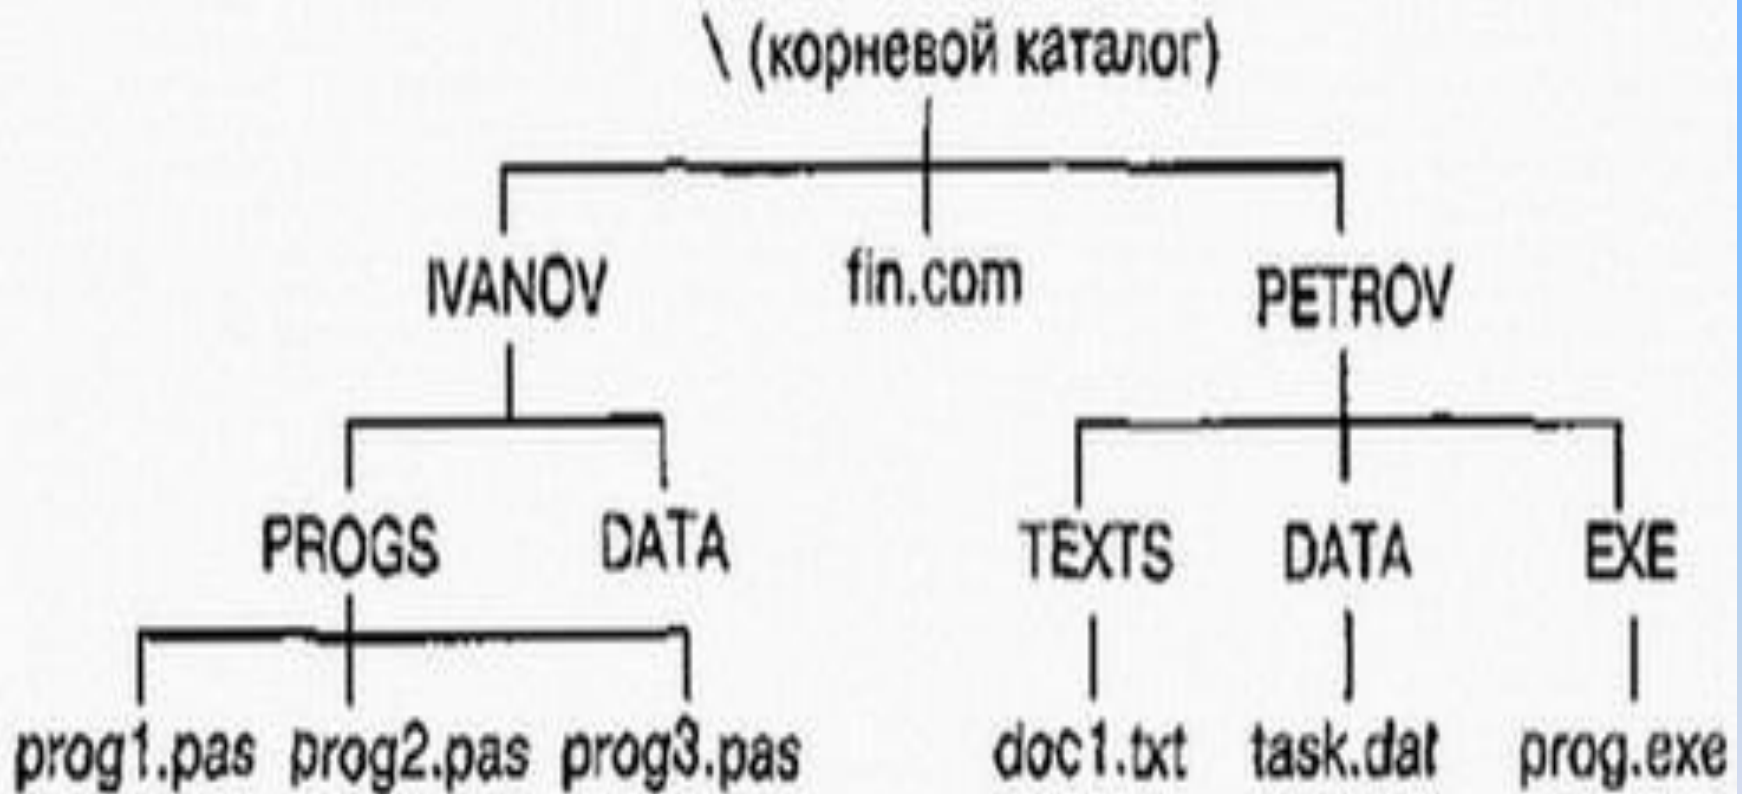 \ (корневой каталог)
IVANOV fin.com PETROV
PROGS DATA TEXTS DATA EXE
prog1.pas prog2.pas prog3.pas doc1.txt task.dat prog.exe